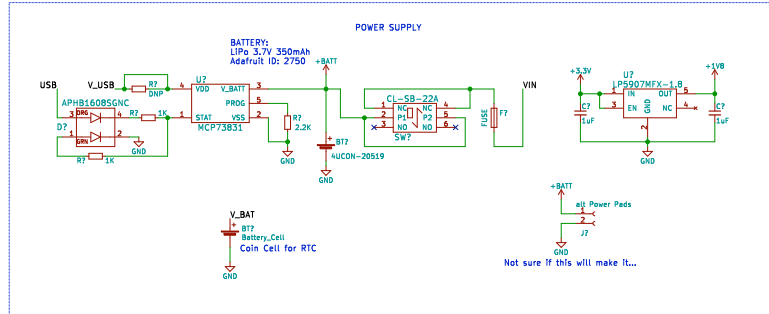 POWER SUPPLY
BATTERY:
LiPo 3.7V 350mAh
Adafruit ID: 2750
+BATT
USB
V_USB
R?
DNP
U?
4 VDD V_BATT 3
PROG 5
1 STAT VSS 2
MCP73831
R?
2.2K
GND
APHB1608SGNC
3 ORG 4
1 GRN 2
D?
R? 1K
GND
R? 1K
CL-SB-22A
1 NC NC 4
2 P1 P2 5
3 NO NO 6
SW?
VIN
FUSE
F?
BT?
4UCON-20519
GND
+3.3V
U?
LP5907MFX-1.8
+1V8
1 IN OUT 5
3 EN GND NC 4
2
C?
1uF
C?
1uF
GND
V_BAT
+
BT?
Battery_Cell
Coin Cell for RTC
GND
+BATT
alt Power Pads
1
2
J?
GND
Not sure if this will make it...